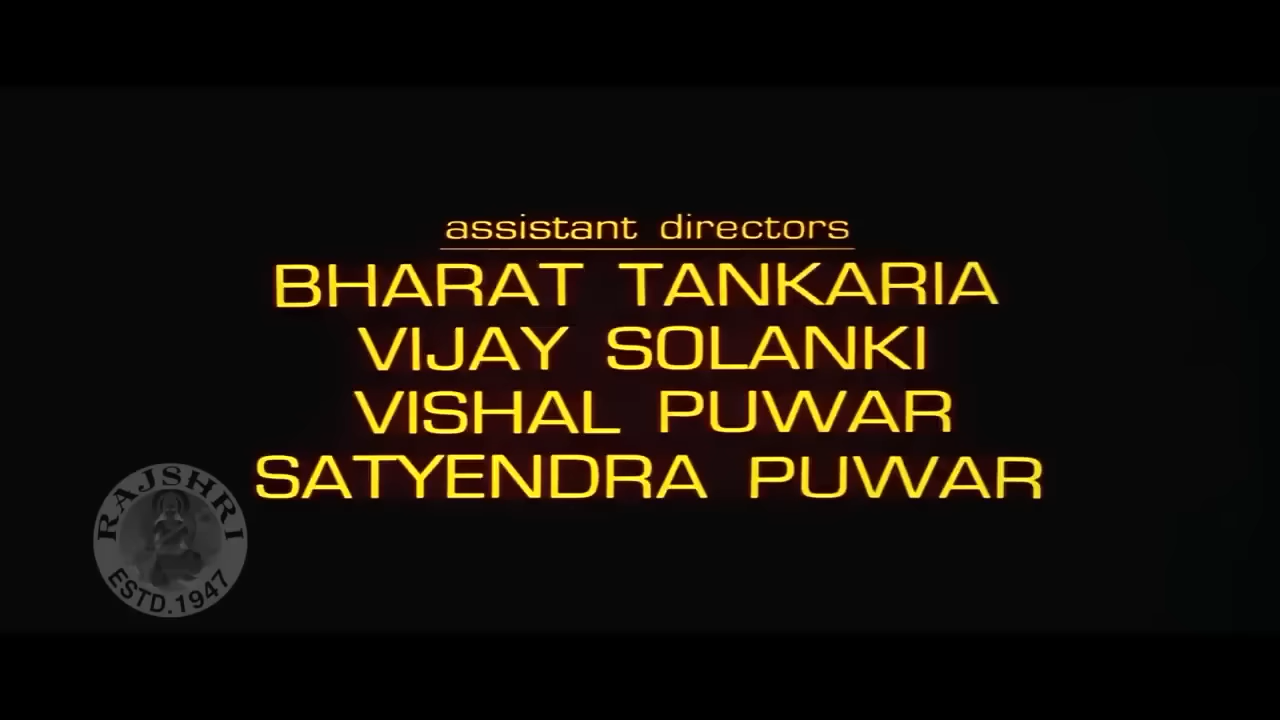 assistant directors
BHARAT TANKARIA
VIJAY SOLANKI
VISHAL PUWAR
SATYENDRA PUWAR
RAJSHRI
ESTD.1947